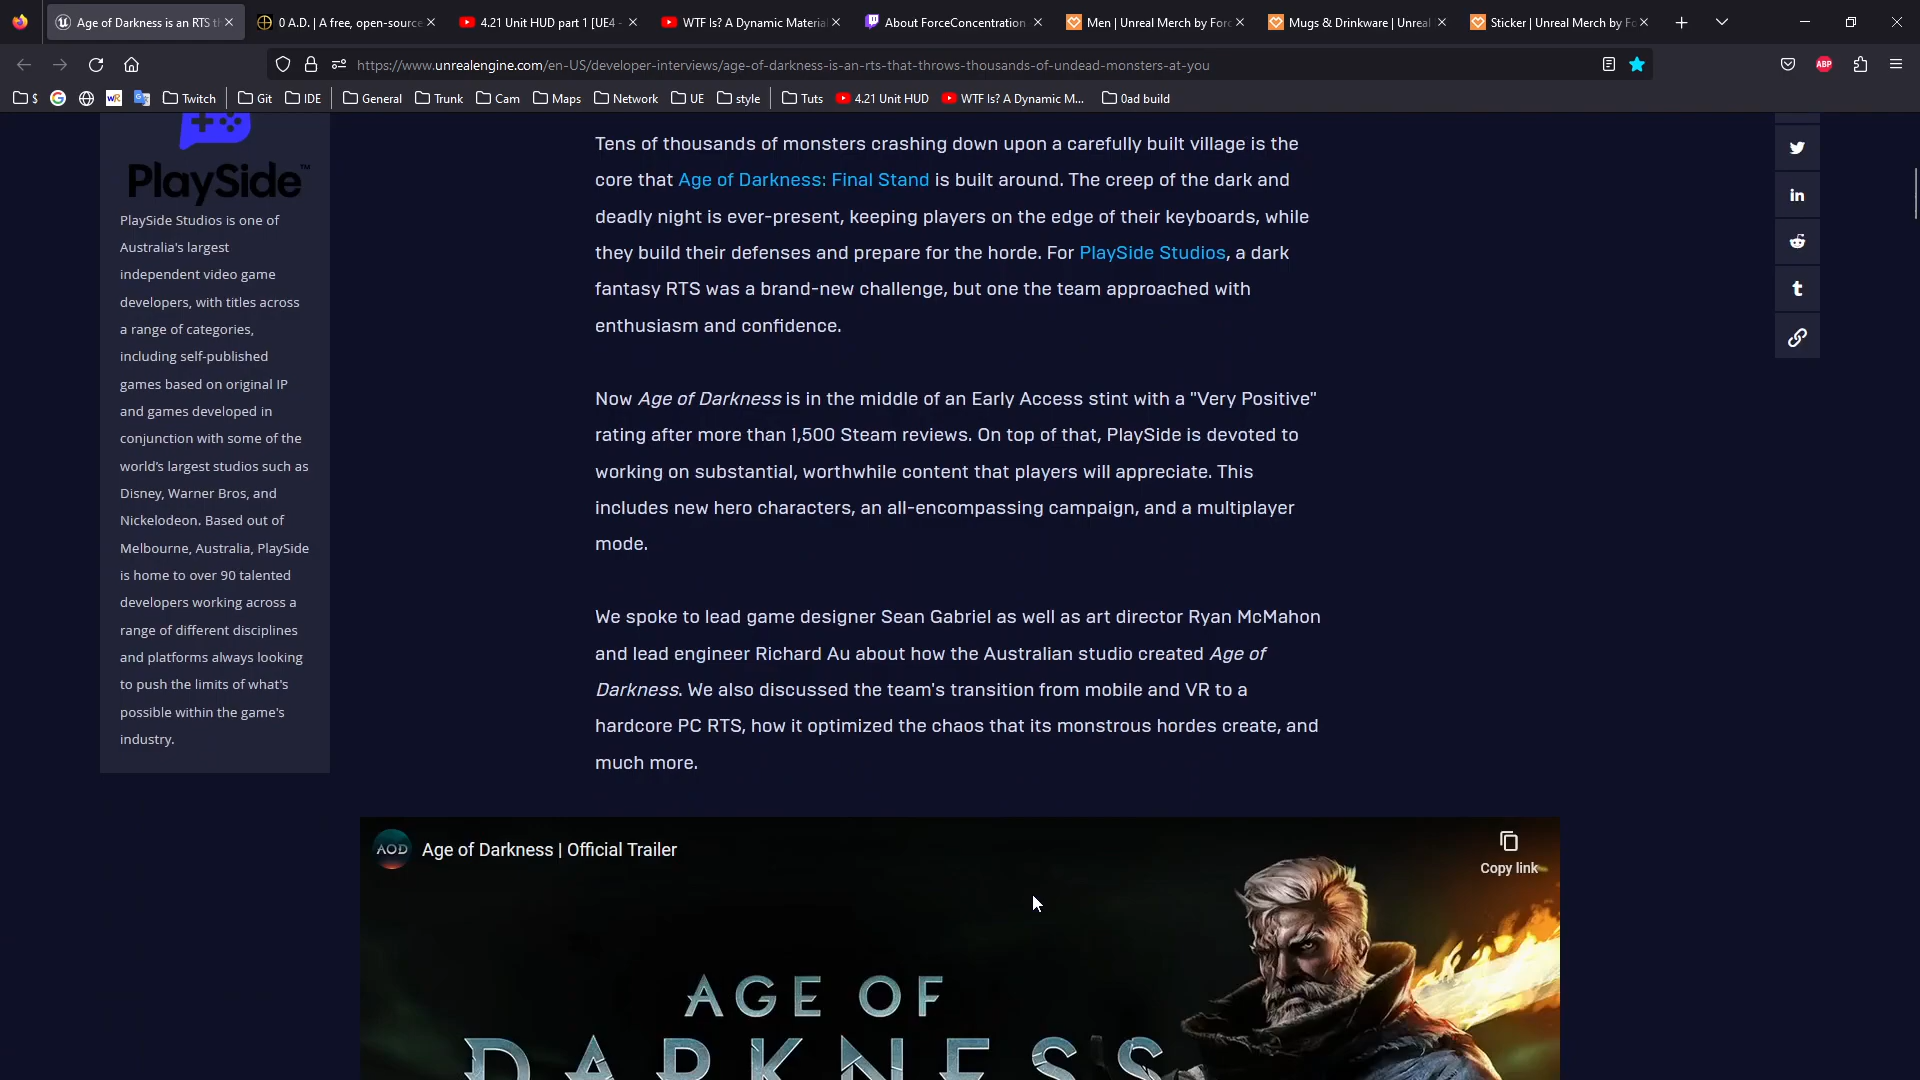 Age of Darkness is an RTS th
0 A.D. | A free, open-source
4.21 Unit HUD part 1 [UE4 -
WTF Is? A Dynamic Material
About ForceConcentration
Men | Unreal Merch by Forc
Mugs & Drinkware | Unreal
Sticker | Unreal Merch by Fo
https://www.unrealengine.com/en-US/developer-interviews/age-of-darkness-is-an-rts-that-throws-thousands-of-undead-monsters-at-you
ABP
$
Twitch
Git
IDE
General
Trunk
Cam
Maps
Network
UE
style
Tuts
4.21 Unit HUD
WTF Is? A Dynamic M...
0ad build
PlaySide™
PlaySide Studios is one of
Australia's largest
independent video game
developers, with titles across
a range of categories,
including self-published
games based on original IP
and games developed in
conjunction with some of the
world's largest studios such as
Disney, Warner Bros, and
Nickelodeon. Based out of
Melbourne, Australia, PlaySide
is home to over 90 talented
developers working across a
range of different disciplines
and platforms always looking
to push the limits of what's
possible within the game's
industry.
Tens of thousands of monsters crashing down upon a carefully built village is the
core that Age of Darkness: Final Stand is built around. The creep of the dark and
deadly night is ever-present, keeping players on the edge of their keyboards, while
they build their defenses and prepare for the horde. For PlaySide Studios, a dark
fantasy RTS was a brand-new challenge, but one the team approached with
enthusiasm and confidence.
Now Age of Darkness is in the middle of an Early Access stint with a "Very Positive"
rating after more than 1,500 Steam reviews. On top of that, PlaySide is devoted to
working on substantial, worthwhile content that players will appreciate. This
includes new hero characters, an all-encompassing campaign, and a multiplayer
mode.
We spoke to lead game designer Sean Gabriel as well as art director Ryan McMahon
and lead engineer Richard Au about how the Australian studio created Age of
Darkness. We also discussed the team's transition from mobile and VR to a
hardcore PC RTS, how it optimized the chaos that its monstrous hordes create, and
much more.
AOD
Age of Darkness | Official Trailer
Copy link
AGE OF
DARKNESS